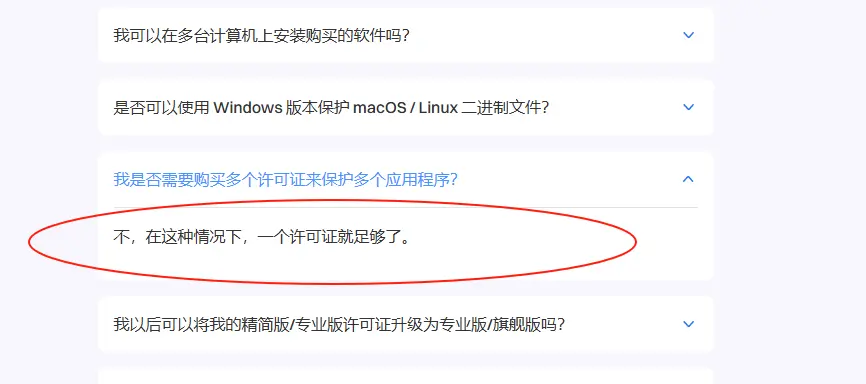 我可以在多台计算机上安装购买的软件吗？
是否可以使用 Windows 版本保护 macOS / Linux 二进制文件？
我是否需要购买多个许可证来保护多个应用程序？
不，在这种情况下，一个许可证就足够了。
我以后可以将我的精简版/专业版许可证升级为专业版/旗舰版吗？